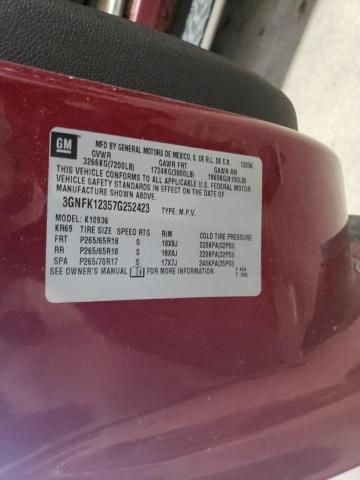 GM
MFD BY GENERAL MOTORS DE MEXICO, S. DE R.L. DE C.V.
GVWR GAWR FRT GAWR RR 12/06
3266KG(7200LB) 1724KG(3800LB) 1860KG(4100LB)
THIS VEHICLE CONFORMS TO ALL APPLICABLE U.S. FEDERAL MOTOR
VEHICLE SAFETY STANDARDS IN EFFECT ON THE DATE OF
MANUFACTURE SHOWN ABOVE.
3GNFK12357G252423 TYPE: M.P.V.
MODEL: K10936
KR69 TIRE SIZE SPEED RTG RIM COLD TIRE PRESSURE
FRT P265/65R18 S 18X8J 220KPA(32PSI)
RR P265/65R18 S 18X8J 220KPA(32PSI)
SPA P265/70R17 S 17X7J 240KPA(35PSI)
SEE OWNER'S MANUAL FOR MORE INFORMATION.